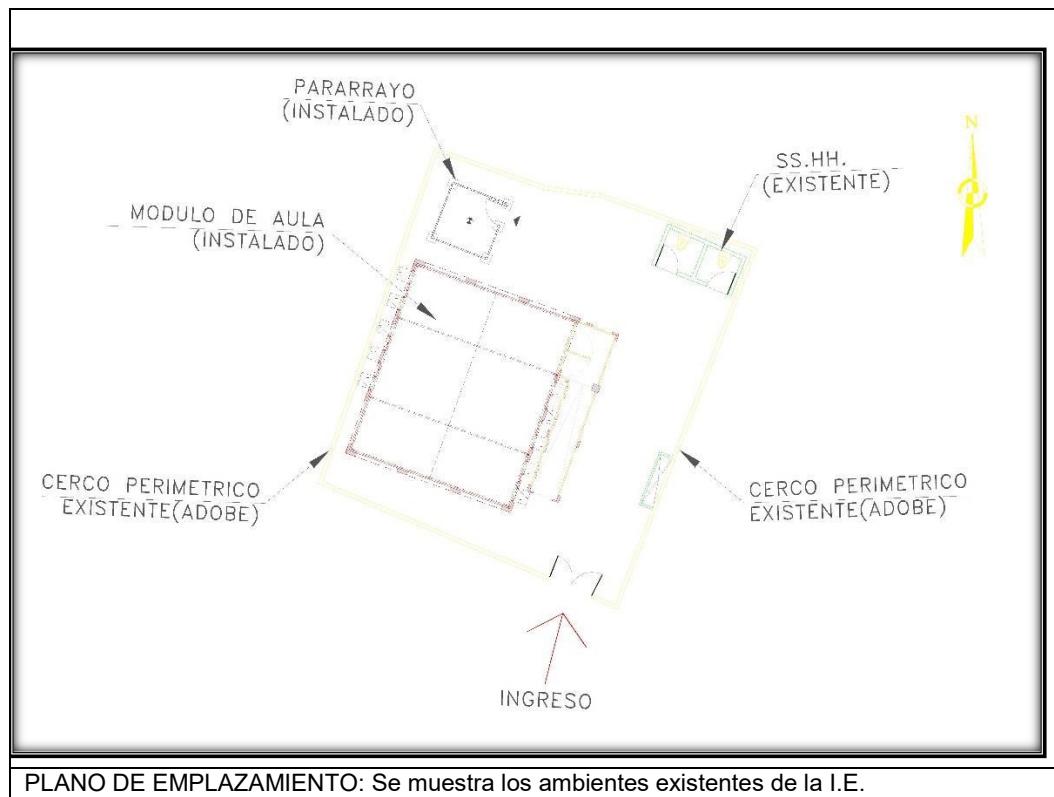 PARARRAYO
(INSTALADO)
N
SS.HH.
(EXISTENTE)
MODULO DE AULA
(INSTALADO)
CERCO PERIMETRICO
EXISTENTE(ADOBE)
CERCO PERIMETRICO
EXISTENTE(ADOBE)
INGRESO
PLANO DE EMPLAZAMIENTO: Se muestra los ambientes existentes de la I.E.